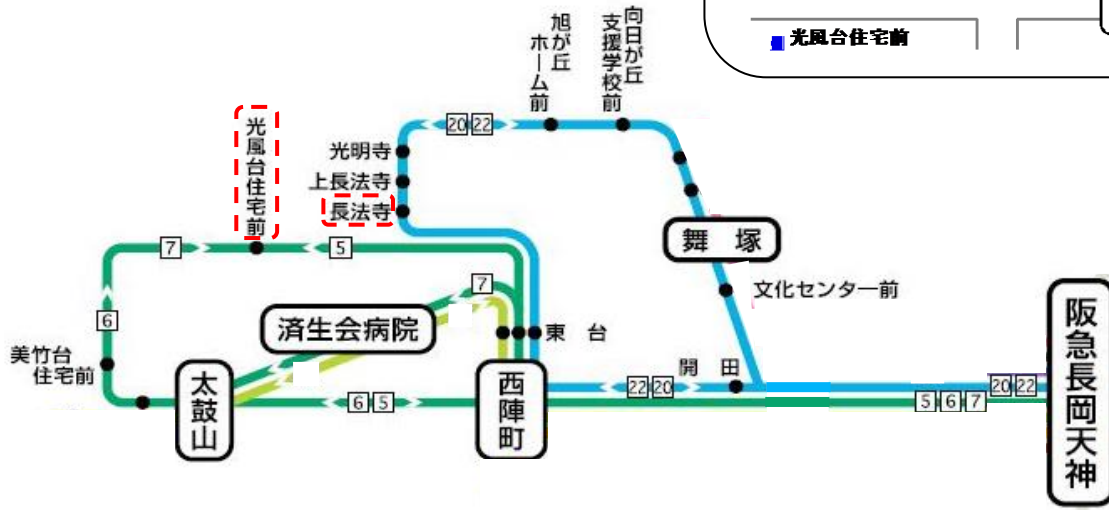 光風台住宅前
向日が丘
支援学校前
旭が丘
ホーム前
20 22
光風台住宅前
光明寺
上長法寺
長法寺
舞塚
7
5
7
文化センター前
6
済生会病院
東台
美竹台
住宅前
太鼓山
西陣町
開田
阪急長岡天神
22 20
20 22
6 5
5 6 7